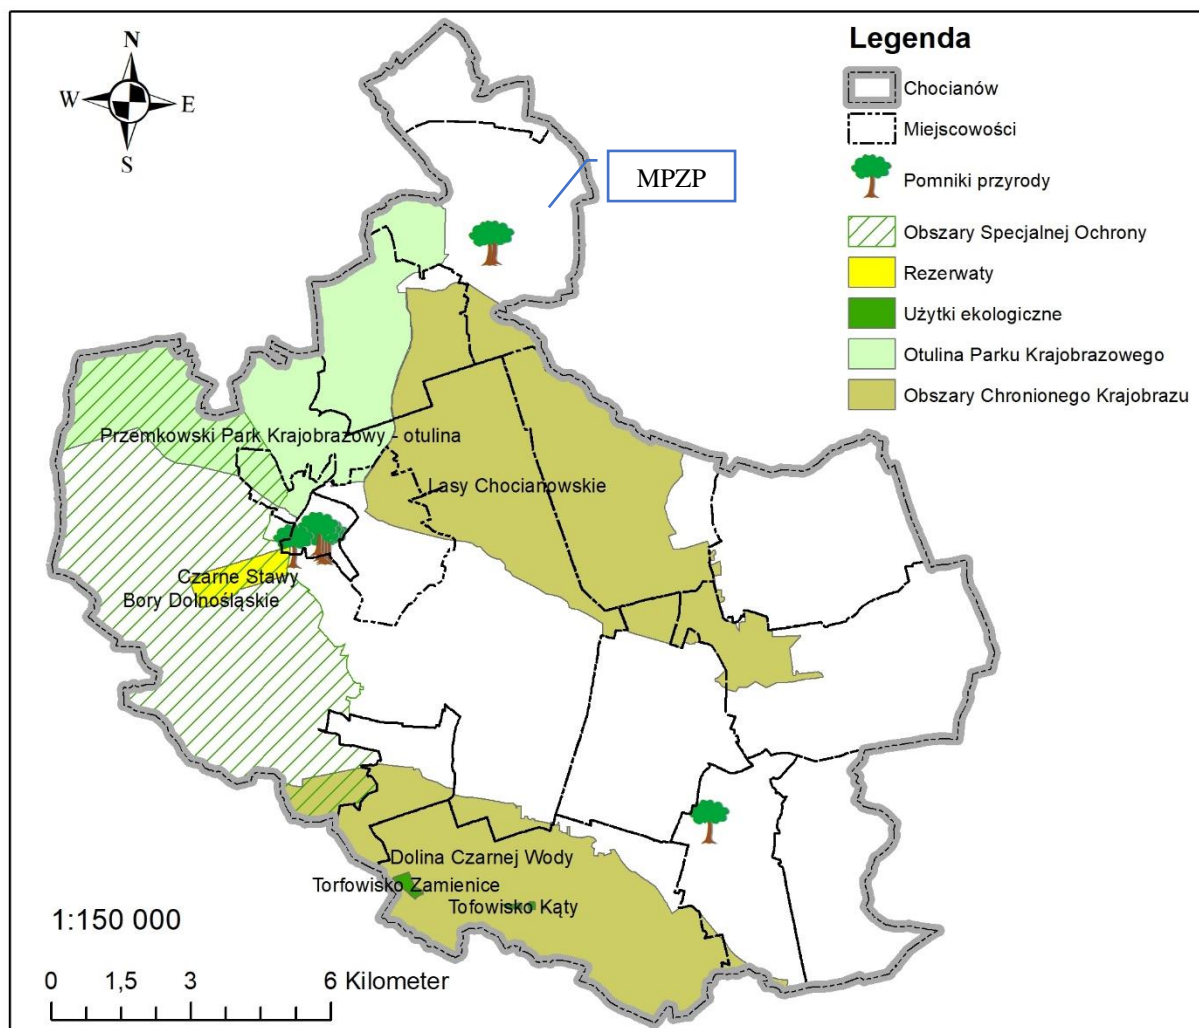 N
W
E
S
Legenda
Chocianów
Miejscowości
Pomniki przyrody
Obszary Specjalnej Ochrony
Rezerwaty
Użytki ekologiczne
Otulina Parku Krajobrazowego
Obszary Chronionego Krajobrazu
MPZP
Przemkowski Park Krajobrazowy - otulina
Lasy Chocianowskie
Czarne Stawy
Bory Dolnośląskie
Dolina Czarnej Wody
Torfowisko Zamienice
Tofowisko Kąty
1:150 000
0 1,5 3 6 Kilometer